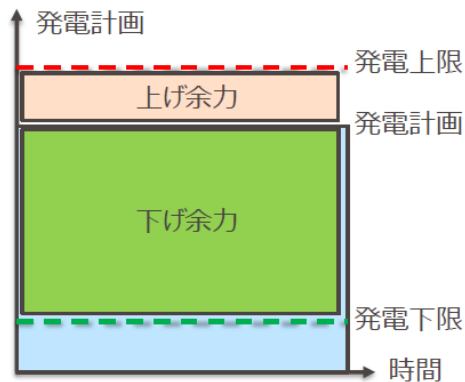 発電計画
発電上限
上げ余力
発電計画
下げ余力
発電下限
時間